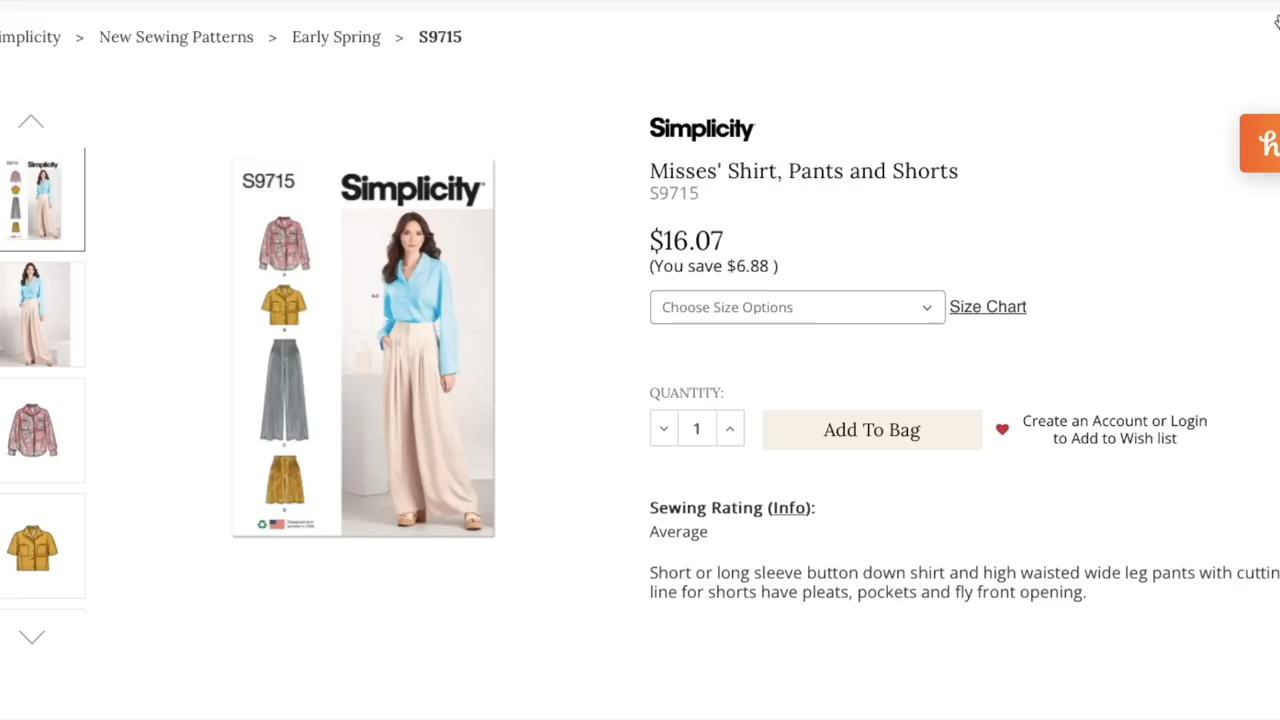 implicity > New Sewing Patterns > Early Spring > S9715
Simplicity
Misses' Shirt, Pants and Shorts
S9715
$16.07
(You save $6.88 )
Choose Size Options
Size Chart
QUANTITY:
1
Add To Bag
Create an Account or Login
to Add to Wish list
Sewing Rating (Info):
Average
Short or long sleeve button down shirt and high waisted wide leg pants with cuttin
line for shorts have pleats, pockets and fly front opening.
S9715
Simplicity
Simplicity
h